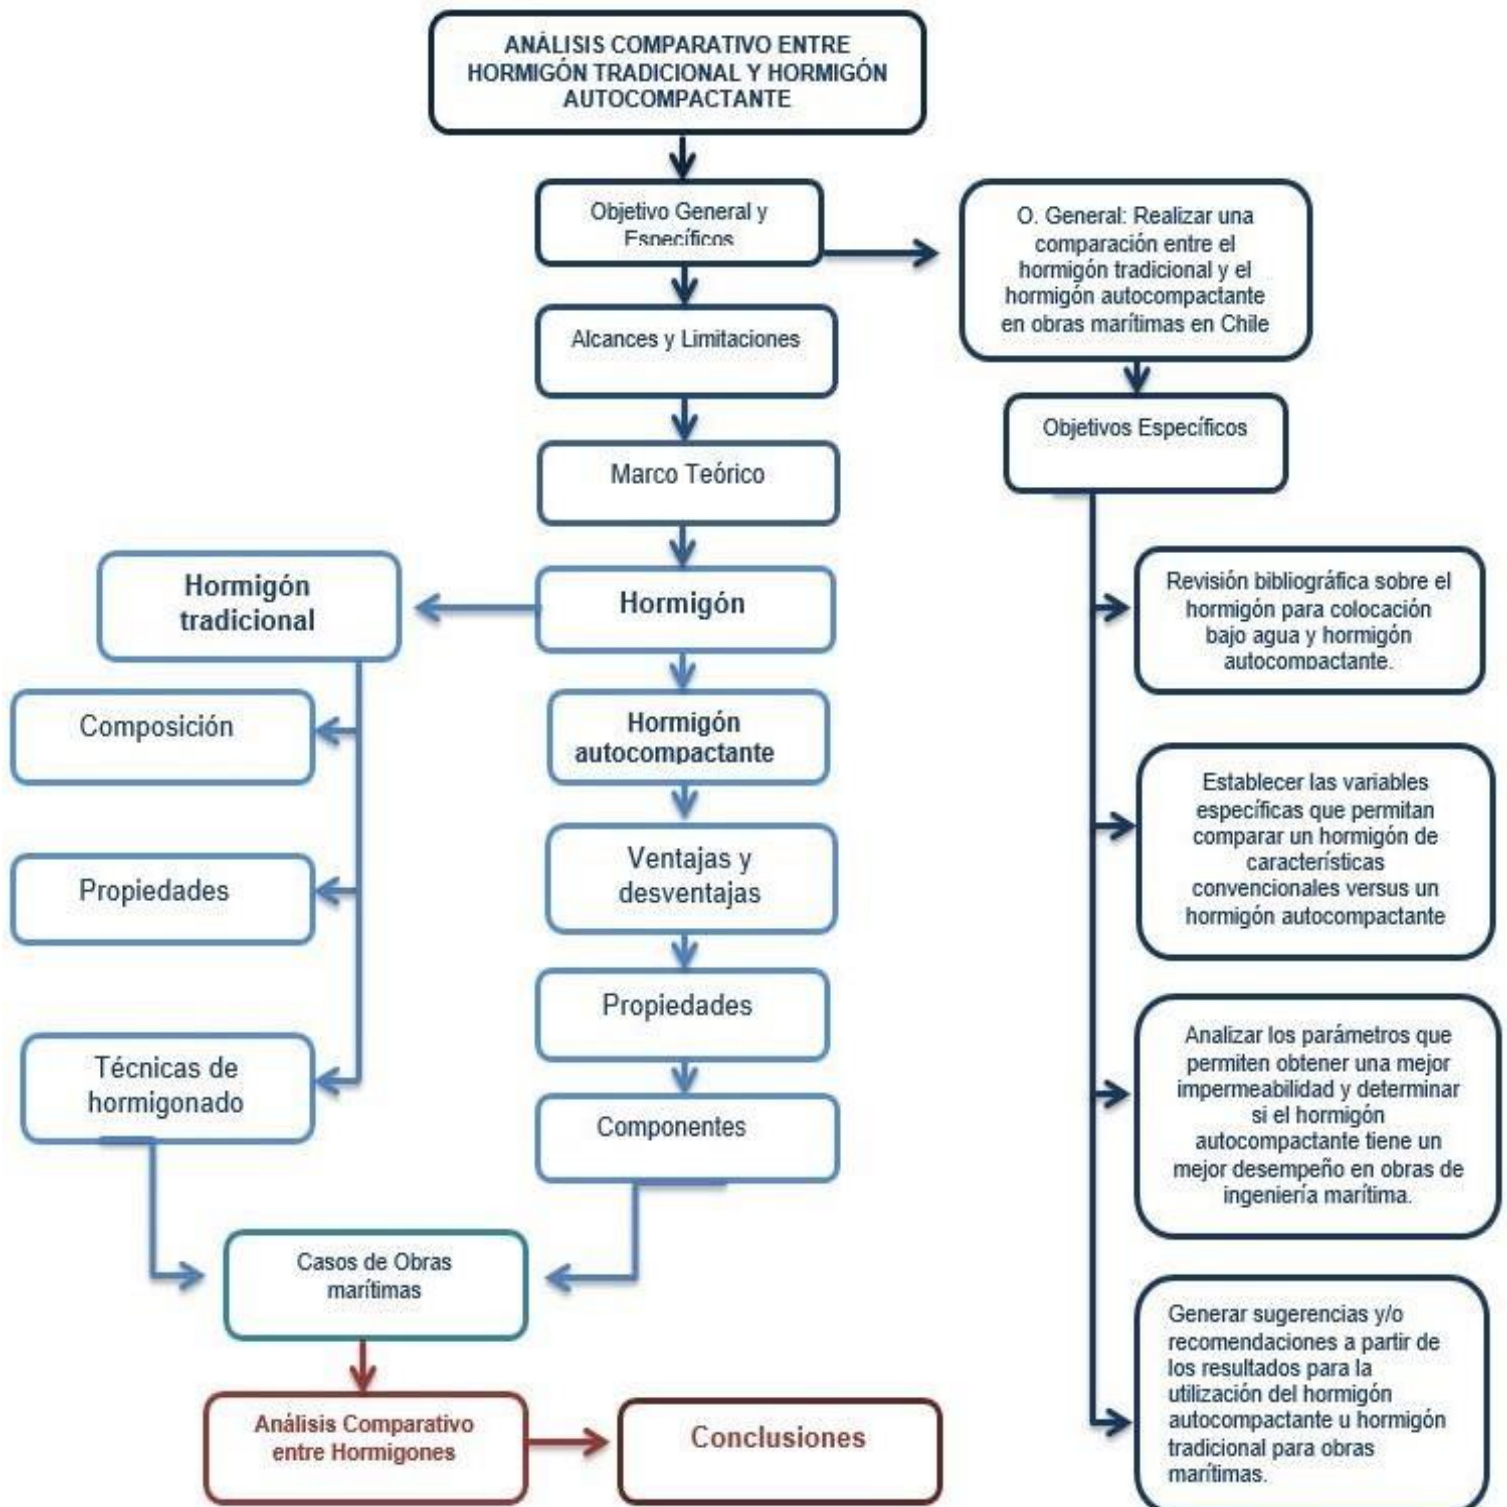 ANÁLISIS COMPARATIVO ENTRE
HORMIGÓN TRADICIONAL Y HORMIGÓN
AUTOCOMPACTANTE
Objetivo General y
Específicos
O. General: Realizar una
comparación entre el
hormigón tradicional y el
hormigón autocompactante
en obras marítimas en Chile
Alcances y Limitaciones
Objetivos Específicos
Marco Teórico
Hormigón
Hormigón
tradicional
Composición
Propiedades
Técnicas de
hormigonado
Hormigón
autocompactante
Ventajas y
desventajas
Propiedades
Componentes
Revisión bibliográfica sobre el
hormigón para colocación
bajo agua y hormigón
autocompactante.
Establecer las variables
específicas que permitan
comparar un hormigón de
características
convencionales versus un
hormigón autocompactante
Analizar los parámetros que
permiten obtener una mejor
impermeabilidad y determinar
si el hormigón
autocompactante tiene un
mejor desempeño en obras de
ingeniería marítima.
Generar sugerencias y/o
recomendaciones a partir de
los resultados para la
utilización del hormigón
autocompactante u hormigón
tradicional para obras
marítimas.
Casos de Obras
marítimas
Análisis Comparativo
entre Hormigones
Conclusiones